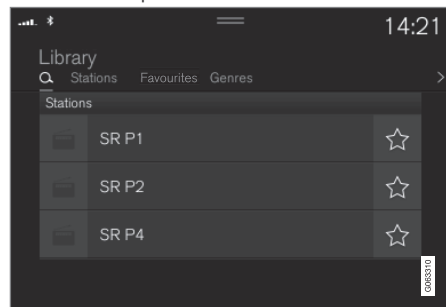 14:21
Library
Stations Favourites Genres
Stations
SR P1
SR P2
SR P4
G063310